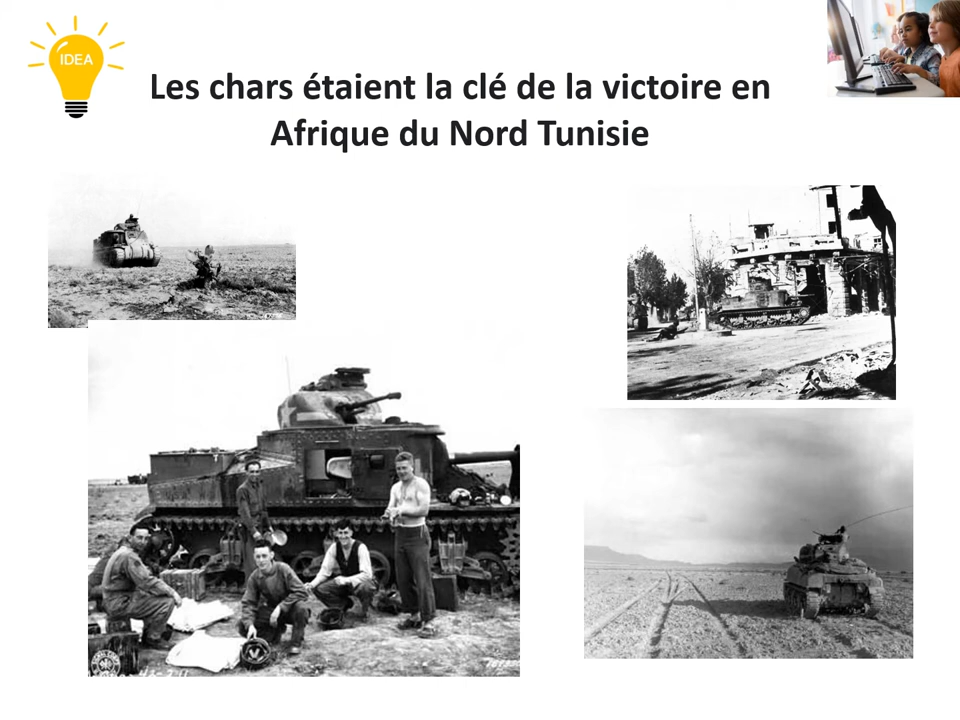 IDEA
Les chars étaient la clé de la victoire en
Afrique du Nord Tunisie